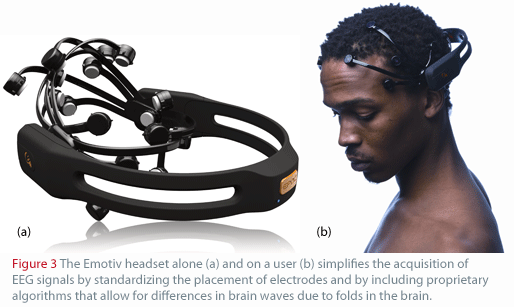 (a)
(b)
Figure 3 The Emotiv headset alone (a) and on a user (b) simplifies the acquisition of
EEG signals by standardizing the placement of electrodes and by including proprietary
algorithms that allow for differences in brain waves due to folds in the brain.